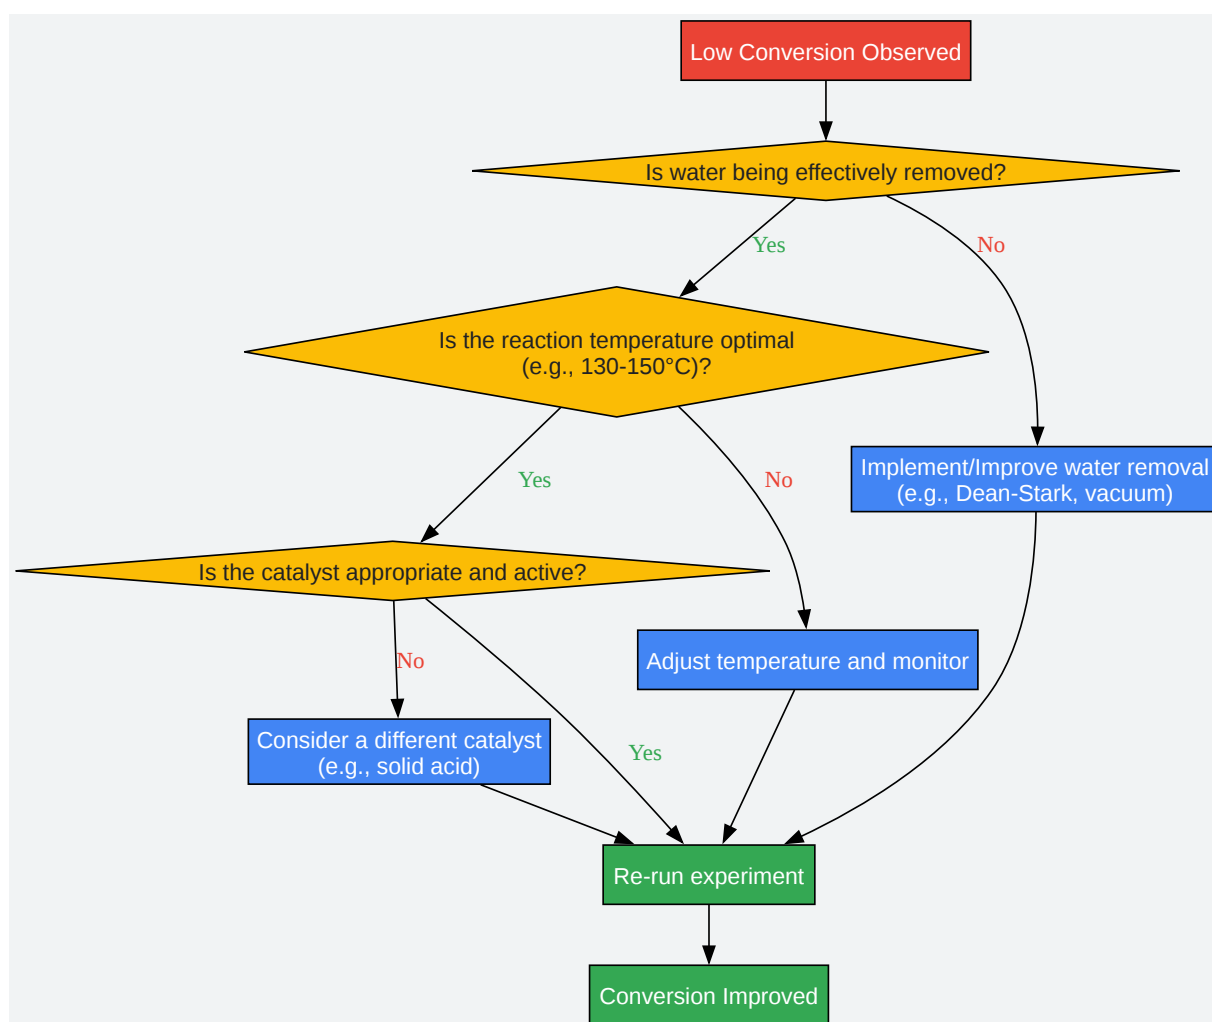 Low Conversion Observed
Is water being effectively removed?
Yes
No
Is the reaction temperature optimal
(e.g., 130-150°C)?
Yes
No
Implement/Improve water removal
(e.g., Dean-Stark, vacuum)
Is the catalyst appropriate and active?
No
Adjust temperature and monitor
Consider a different catalyst
(e.g., solid acid)
Yes
Re-run experiment
Conversion Improved